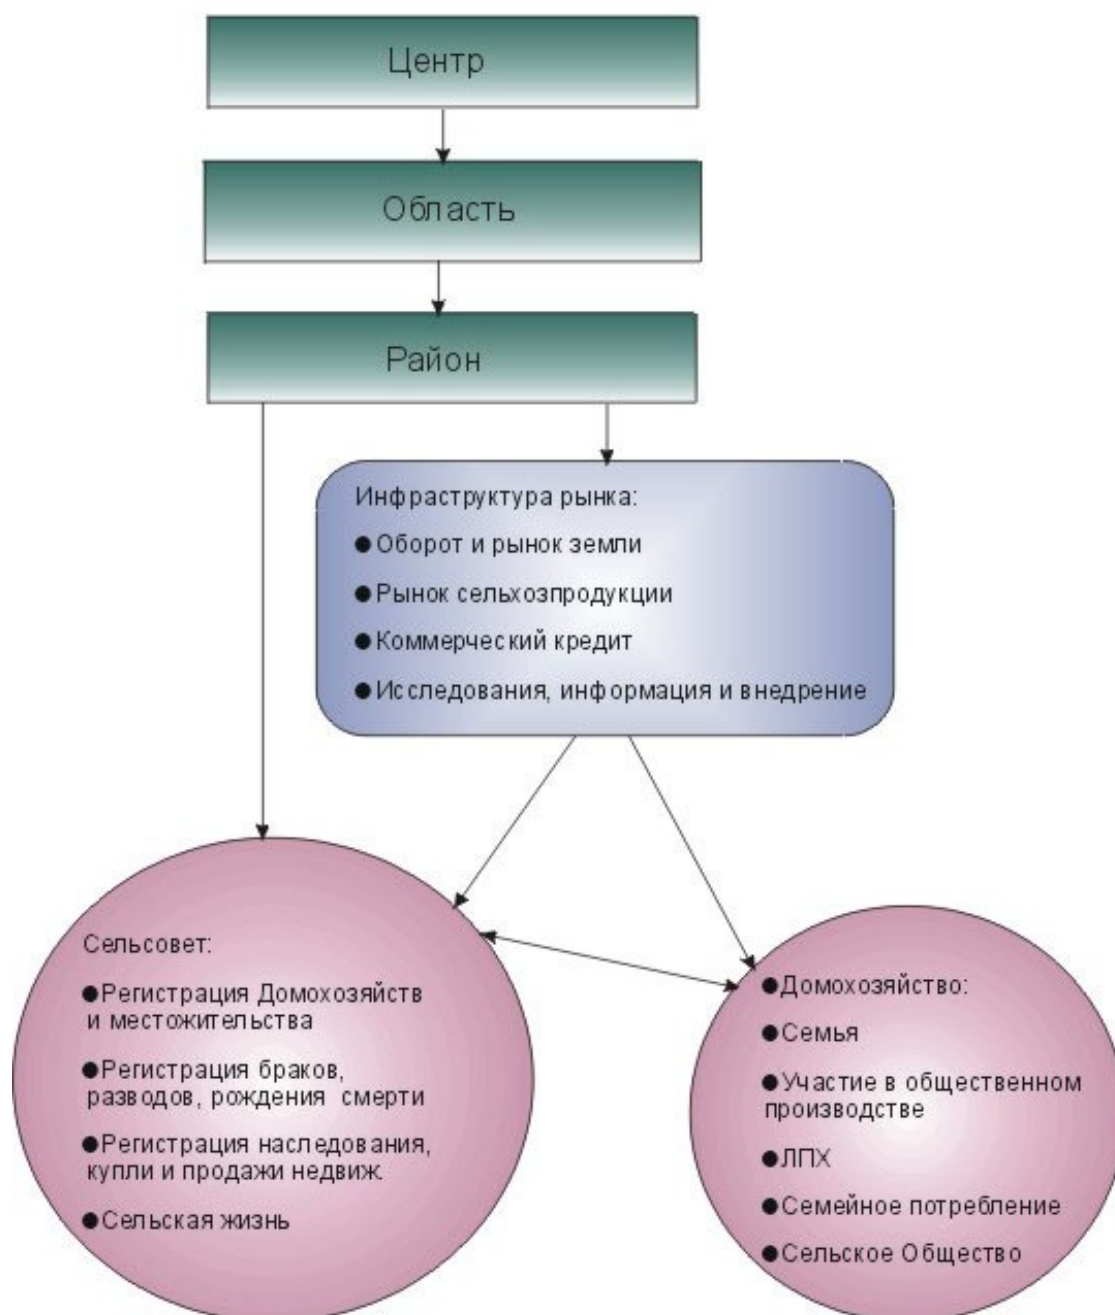 Центр
Область
Район
Инфраструктура рынка:
●Оборот и рынок земли
●Рынок сельхозпродукции
●Коммерческий кредит
●Исследования, информация и внедрение
Сельсовет:
●Регистрация Домохозяйств
и местожительства
●Регистрация браков,
разводов, рождения смерти
●Регистрация наследования,
купли и продажи недвиж.
●Сельская жизнь
●Домохозяйство:
●Семья
●Участие в общественном
производстве
●ЛПХ
●Семейное потребление
●Сельское Общество